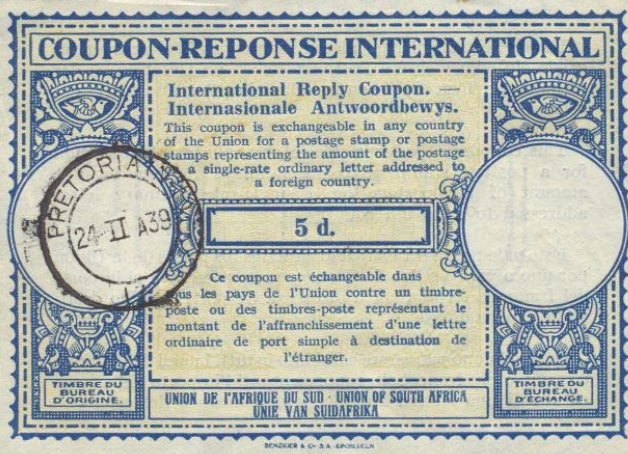 COUPON-REPONSE INTERNATIONAL
International Reply Coupon. —
Internasionale Antwoordbewys.
This coupon is exchangeable in any country
of the Union for a postage stamp or postage
stamps representing the amount of the postage
a single-rate ordinary letter addressed to
a foreign country.
PRETORIA
24 II A39
5 d.
Ce coupon est échangeable dans
tous les pays de l'Union contre un timbre-
poste ou des timbres-poste représentant le
montant de l'affranchissement d'une lettre
ordinaire de port simple à destination de
l'étranger.
TIMBRE DU
BUREAU
D'ORIGINE.
UNION DE L'AFRIQUE DU SUD · UNION OF SOUTH AFRICA
UNIE VAN SUIDAFRIKA
TIMBRE DU
BUREAU
D'ÉCHANGE.
BENZIGER & Co S.A.